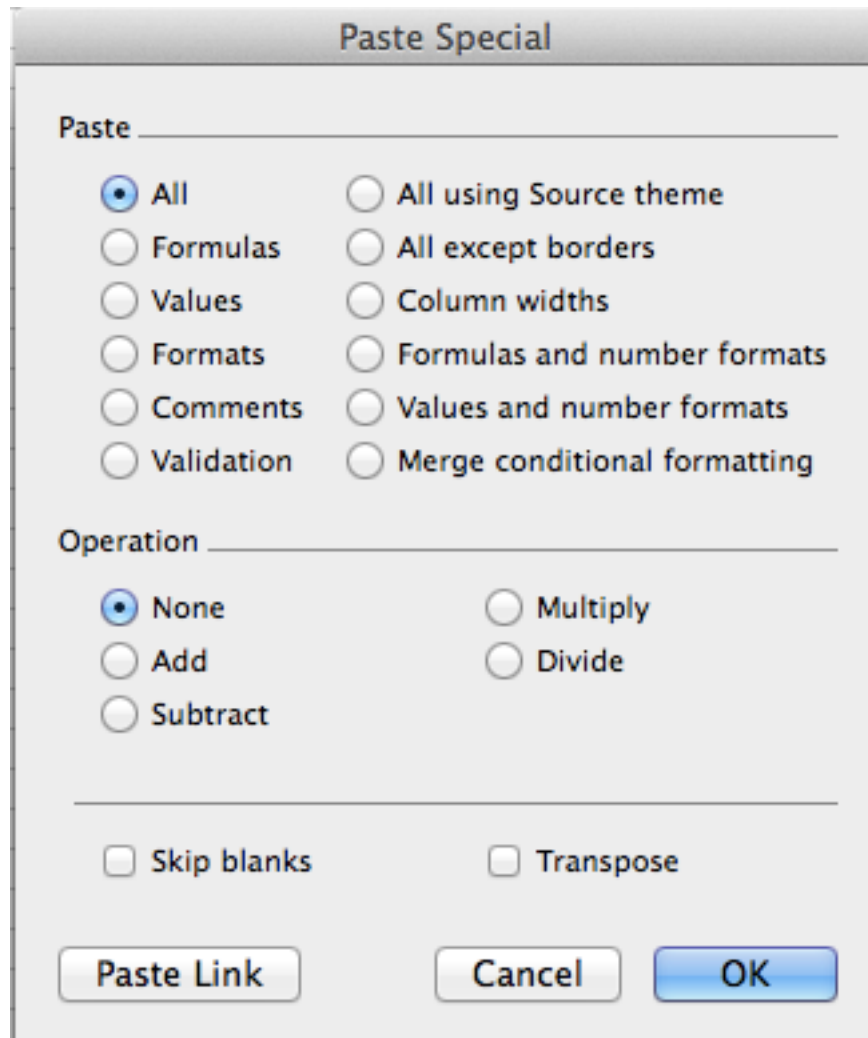 Paste Special
Paste
All
All using Source theme
Formulas
All except borders
Values
Column widths
Formats
Formulas and number formats
Comments
Values and number formats
Validation
Merge conditional formatting
Operation
None
Multiply
Add
Divide
Subtract
Skip blanks
Transpose
Paste Link
Cancel
OK